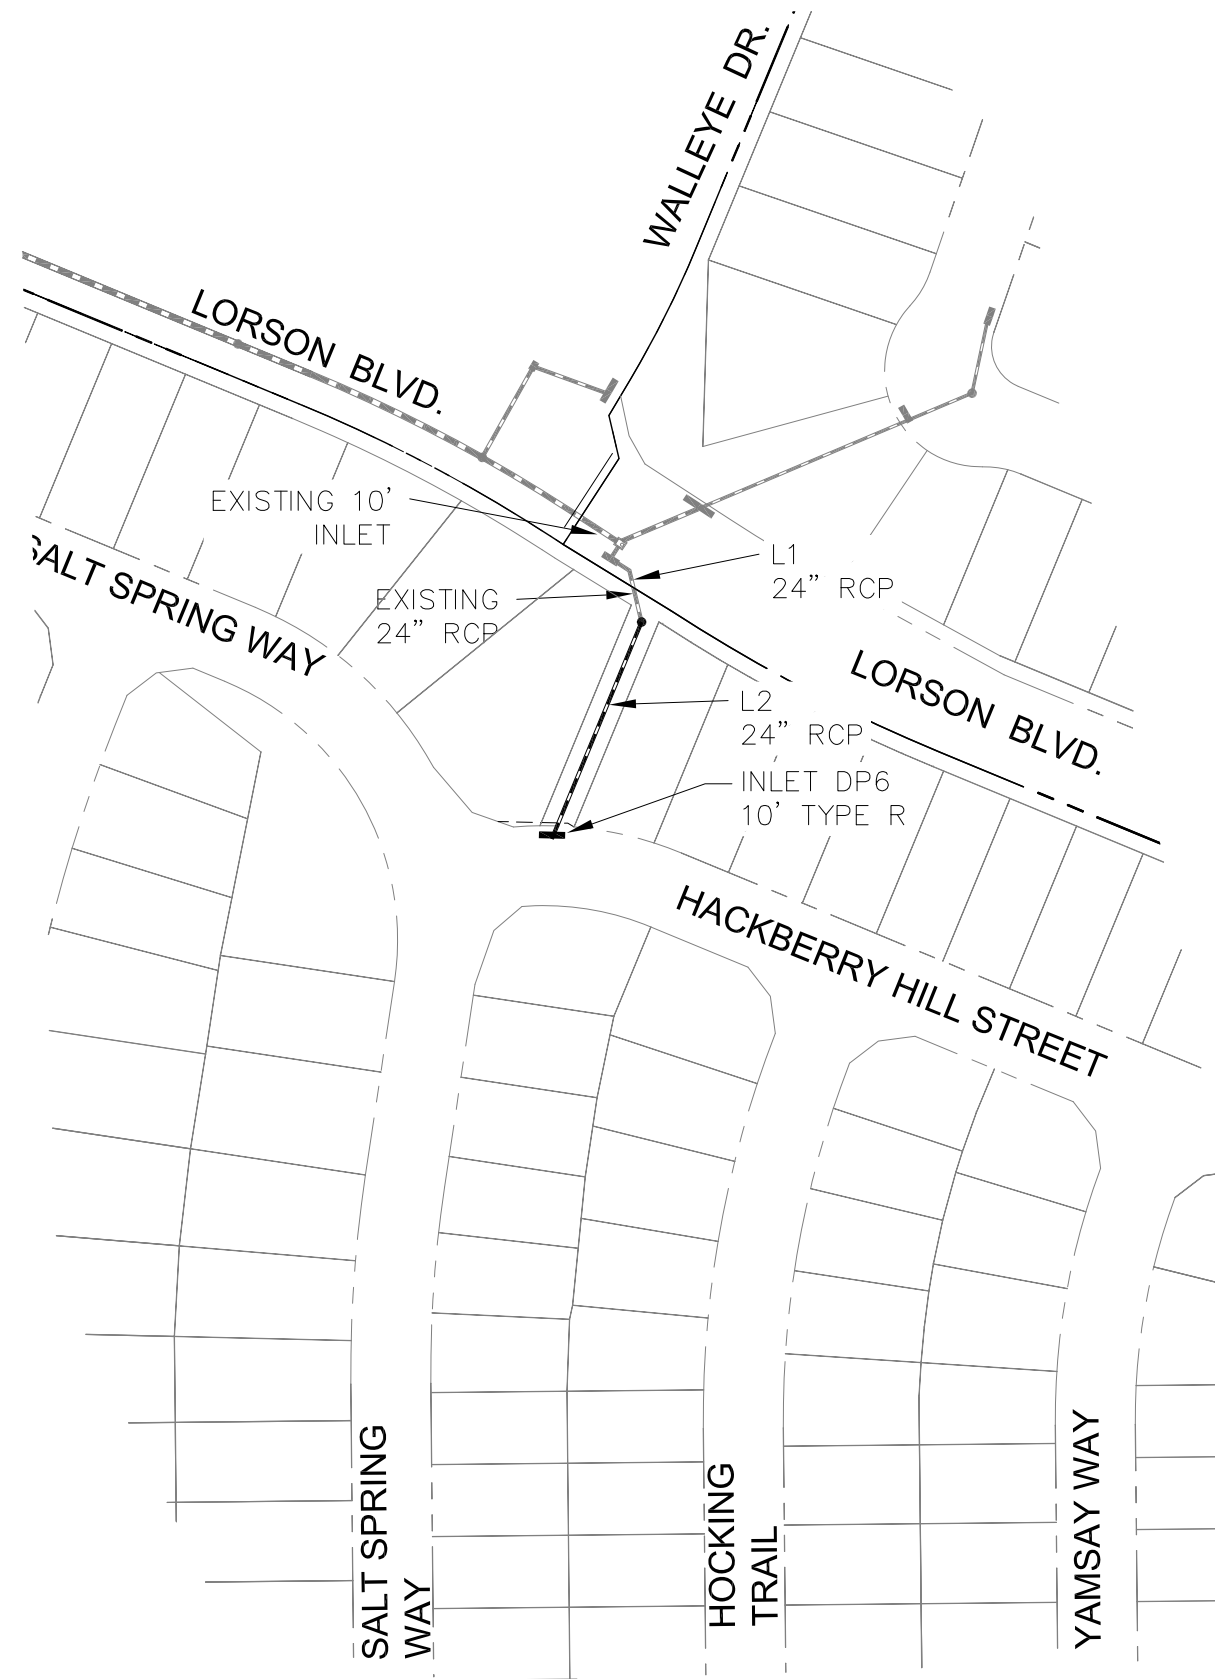 WALLEYE DR.
LORSON BLVD.
EXISTING 10'
INLET
L1
24" RCP
SALT SPRING WAY
EXISTING
24" RCP
LORSON BLVD.
L2
24" RCP
INLET DP6
10' TYPE R
HACKBERRY HILL STREET
SALT SPRING
WAY
HOCKING
TRAIL
YAMSAY WAY